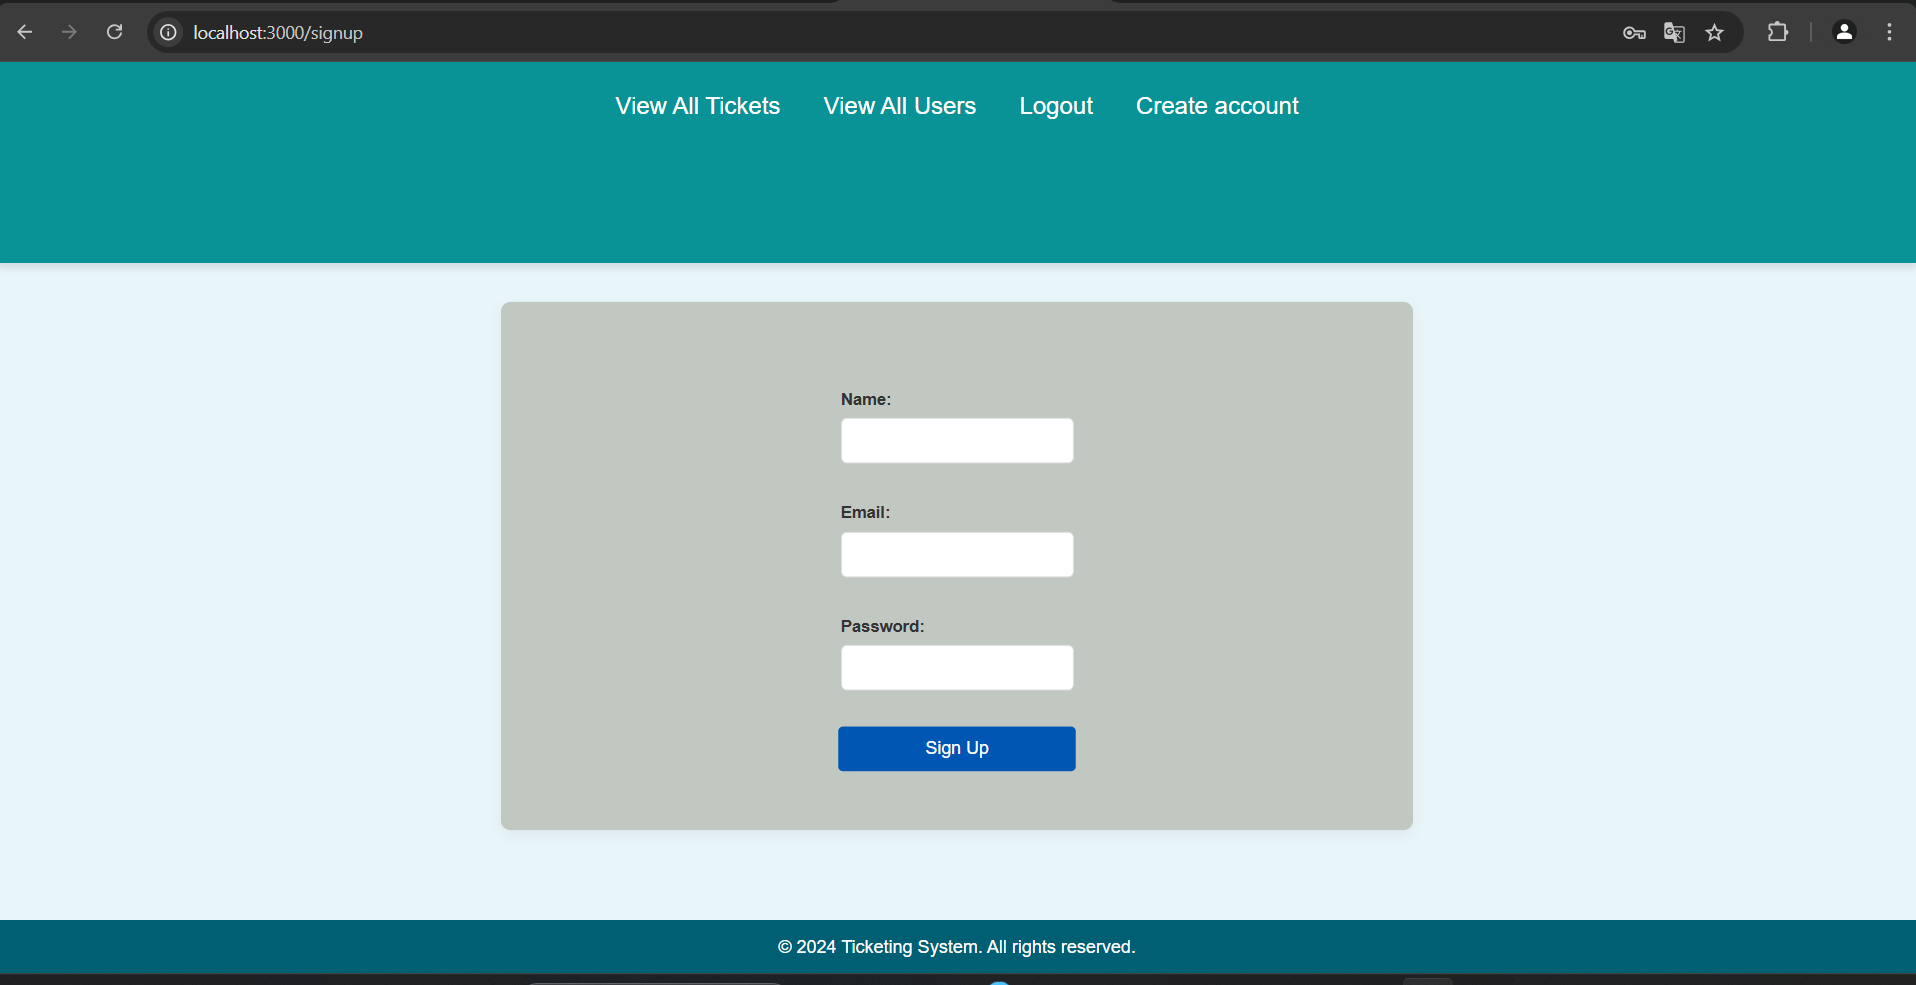 localhost:3000/signup
View All Tickets View All Users Logout Create account
Name:
Email:
Password:
Sign Up
© 2024 Ticketing System. All rights reserved.